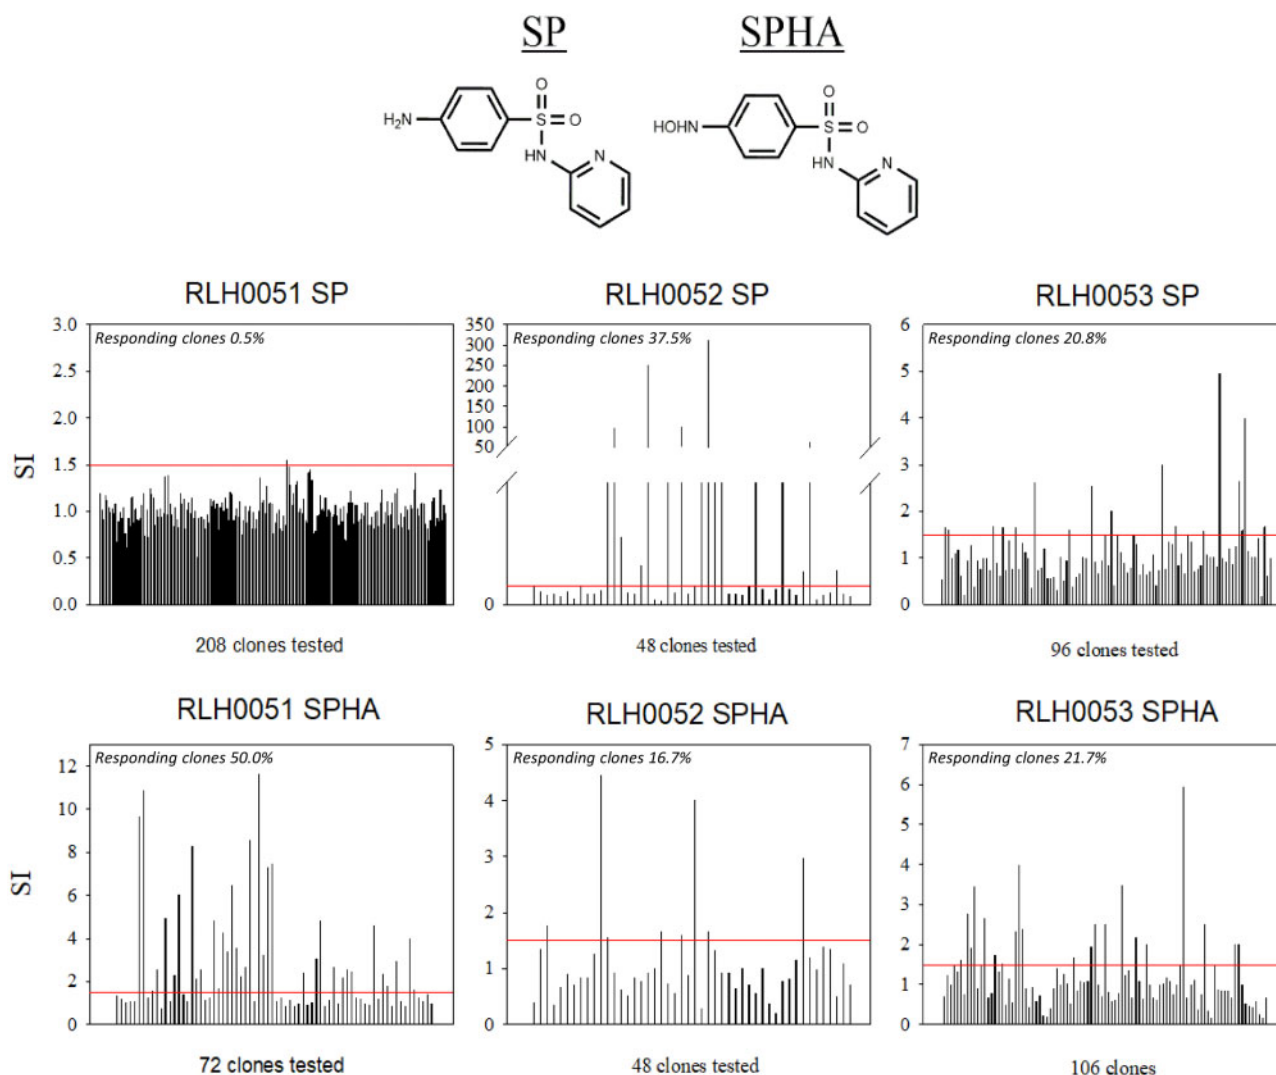 SP SPHA
H₂N S O O HN N
HOHN S O O HN N
RLH0051 SP
Responding clones 0.5%
SI
3.0
2.5
2.0
1.5
1.0
0.5
0.0
208 clones tested
RLH0052 SP
Responding clones 37.5%
350
300
250
200
150
100
50
0
48 clones tested
RLH0053 SP
Responding clones 20.8%
6
5
4
3
2
1
0
96 clones tested
RLH0051 SPHA
Responding clones 50.0%
SI
12
10
8
6
4
2
0
72 clones tested
RLH0052 SPHA
Responding clones 16.7%
5
4
3
2
1
0
48 clones tested
RLH0053 SPHA
Responding clones 21.7%
7
6
5
4
3
2
1
0
106 clones